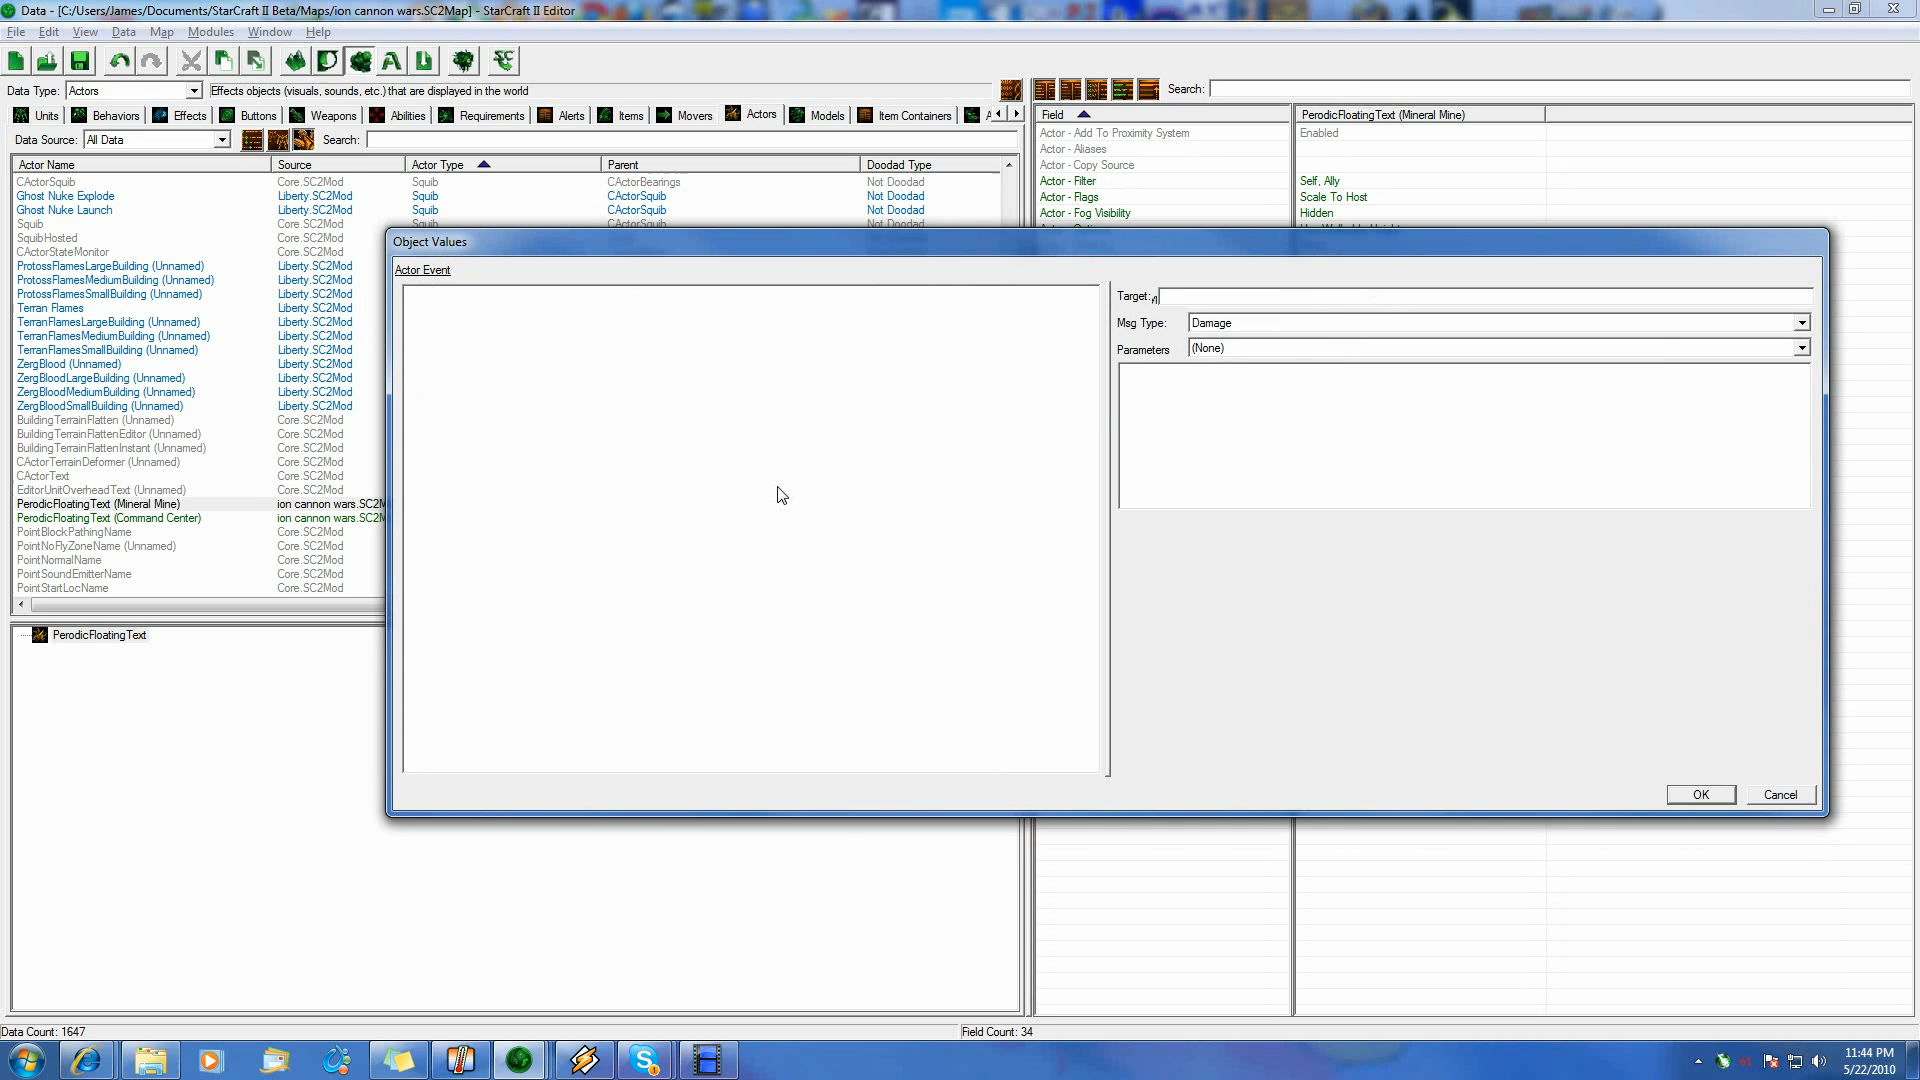 Data - [C:/Users/James/Documents/StarCraft II Beta/Maps/ion cannon wars.SC2Map] - StarCraft II Editor
File Edit View Data Map Modules Window Help
Data Type: Actors Effects objects (visuals, sounds, etc.) that are displayed in the world
Search:
Units Behaviors Effects Buttons Weapons Abilities Requirements Alerts Items Movers Actors Models Item Containers
Data Source: All Data Search:
Actor Name Source Actor Type Parent Doodad Type
CActorSquib Core.SC2Mod Squib CActorBearings Not Doodad
Ghost Nuke Explode Liberty.SC2Mod Squib CActorSquib Not Doodad
Ghost Nuke Launch Liberty.SC2Mod Squib CActorSquib Not Doodad
Squib Core.SC2Mod Squib CActorSquib Not Doodad
SquibHosted Core.SC2Mod
CActorStateMonitor Core.SC2Mod
ProtossFlamesLargeBuilding (Unnamed) Liberty.SC2Mod
ProtossFlamesMediumBuilding (Unnamed) Liberty.SC2Mod
ProtossFlamesSmallBuilding (Unnamed) Liberty.SC2Mod
Terran Flames Liberty.SC2Mod
TerranFlamesLargeBuilding (Unnamed) Liberty.SC2Mod
TerranFlamesMediumBuilding (Unnamed) Liberty.SC2Mod
TerranFlamesSmallBuilding (Unnamed) Liberty.SC2Mod
ZergBlood (Unnamed) Liberty.SC2Mod
ZergBloodLargeBuilding (Unnamed) Liberty.SC2Mod
ZergBloodMediumBuilding (Unnamed) Liberty.SC2Mod
ZergBloodSmallBuilding (Unnamed) Liberty.SC2Mod
BuildingTerrainFlatten (Unnamed) Core.SC2Mod
BuildingTerrainFlattenEditor (Unnamed) Core.SC2Mod
BuildingTerrainFlattenInstant (Unnamed) Core.SC2Mod
CActorTerrainDeformer (Unnamed) Core.SC2Mod
CActorText Core.SC2Mod
EditorUnitOverheadText (Unnamed) Core.SC2Mod
PerodicFloatingText (Mineral Mine) ion cannon wars.SC2M
PerodicFloatingText (Command Center) ion cannon wars.SC2M
PointBlockPathingName Core.SC2Mod
PointNoFlyZoneName (Unnamed) Core.SC2Mod
PointNormalName Core.SC2Mod
PointSoundEmitterName Core.SC2Mod
PointStartLocName Core.SC2Mod
PerodicFloatingText
Field PerodicFloatingText (Mineral Mine)
Actor - Add To Proximity System Enabled
Actor - Aliases
Actor - Copy Source
Actor - Filter Self, Ally
Actor - Flags Scale To Host
Actor - Fog Visibility Hidden
Object Values
Actor Event
Target:
Msg Type: Damage
Parameters (None)
OK Cancel
Data Count: 1647 Field Count: 34
11:44 PM
5/22/2010